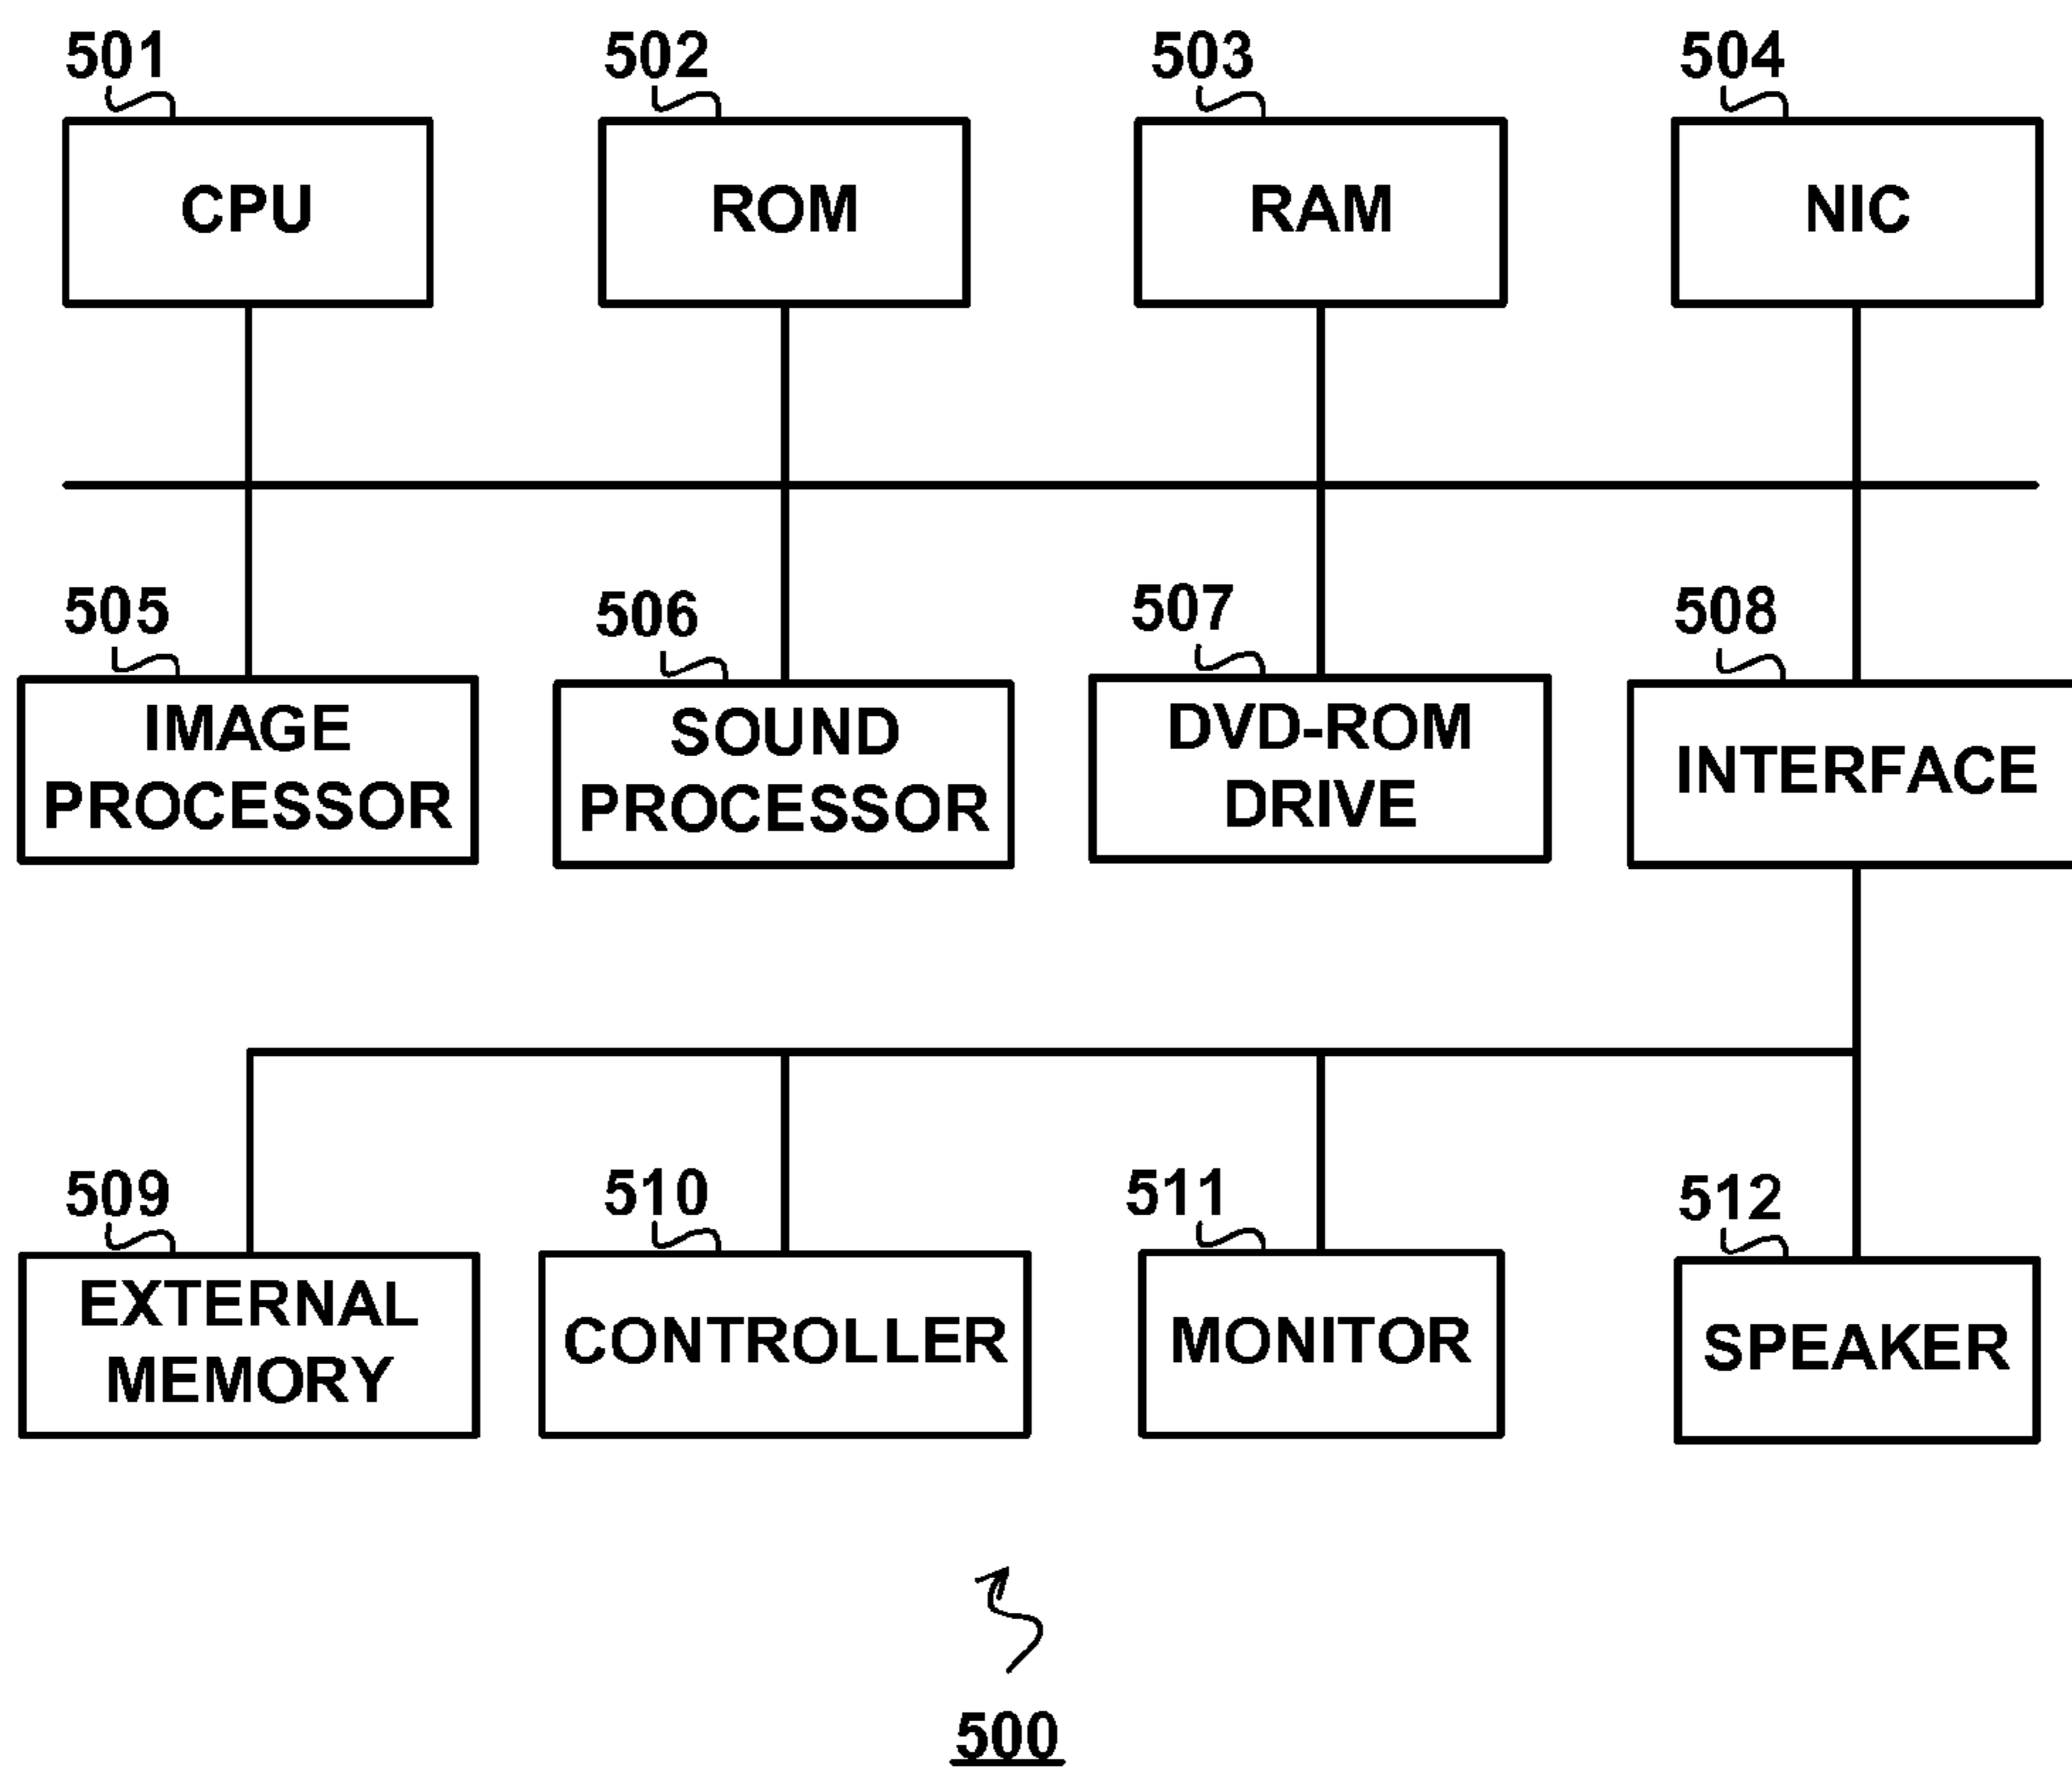 501
502
503
504
CPU
ROM
RAM
NIC
505
506
507
508
IMAGE
PROCESSOR
SOUND
PROCESSOR
DVD-ROM
DRIVE
INTERFACE
509
510
511
512
EXTERNAL
MEMORY
CONTROLLER
MONITOR
SPEAKER
500